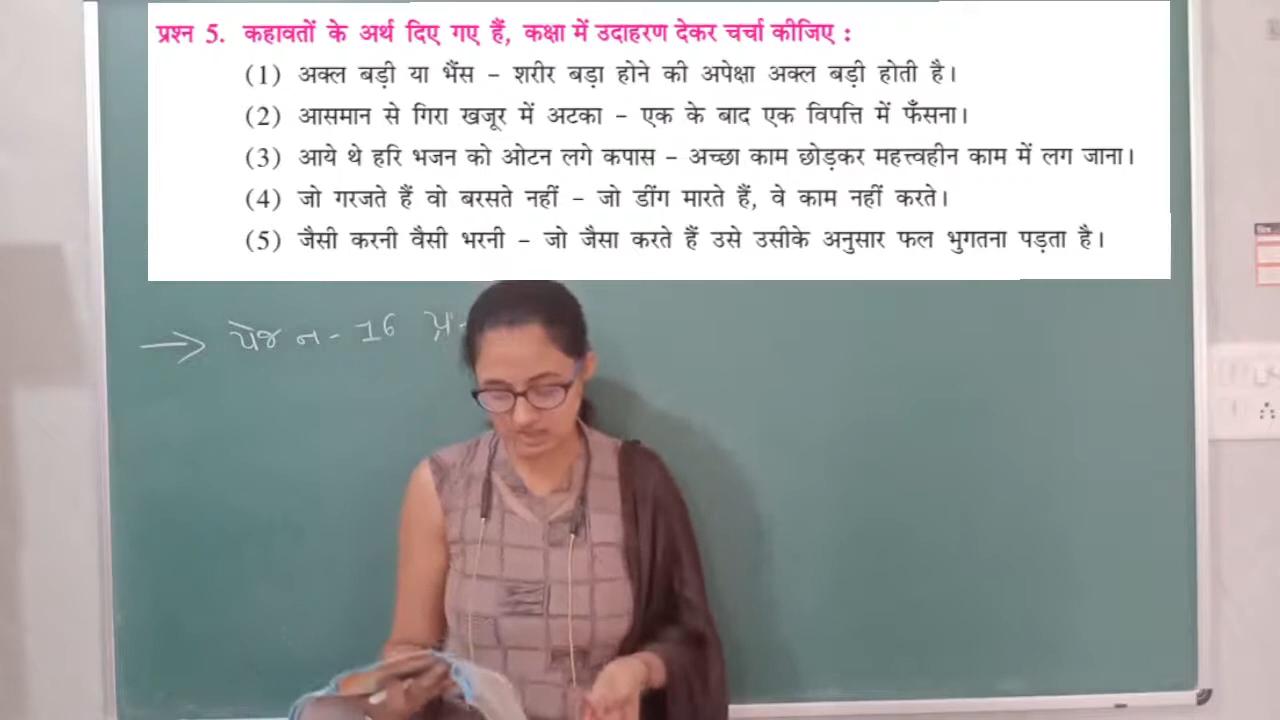 प्रश्न 5. कहावतों के अर्थ दिए गए हैं, कक्षा में उदाहरण देकर चर्चा कीजिए :
(1) अक्ल बड़ी या भैंस – शरीर बड़ा होने की अपेक्षा अक्ल बड़ी होती है।
(2) आसमान से गिरा खजूर में अटका – एक के बाद एक विपत्ति में फँसना।
(3) आये थे हरि भजन को ओटन लगे कपास – अच्छा काम छोड़कर महत्त्वहीन काम में लग जाना।
(4) जो गरजते हैं वो बरसते नहीं – जो डींग मारते हैं, वे काम नहीं करते।
(5) जैसी करनी वैसी भरनी – जो जैसा करते हैं उसे उसीके अनुसार फल भुगतना पड़ता है।
→ પેજ ન - 16